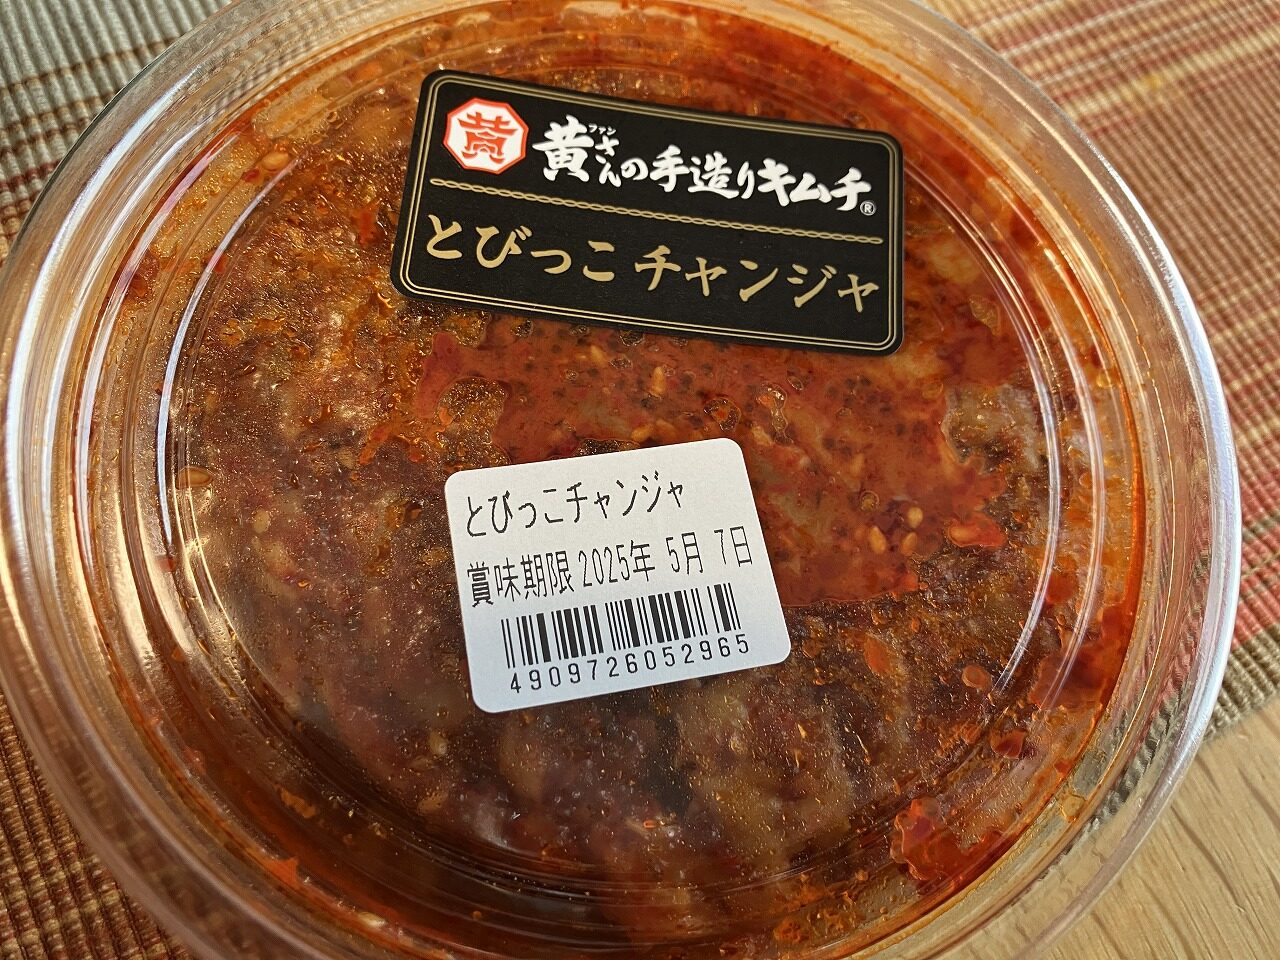 黄
ファン
黄さんの手造りキムチ®
とびっこ チャンジャ
とびっこチャンジャ
賞味期限 2025年 5月 7日
4909726052965